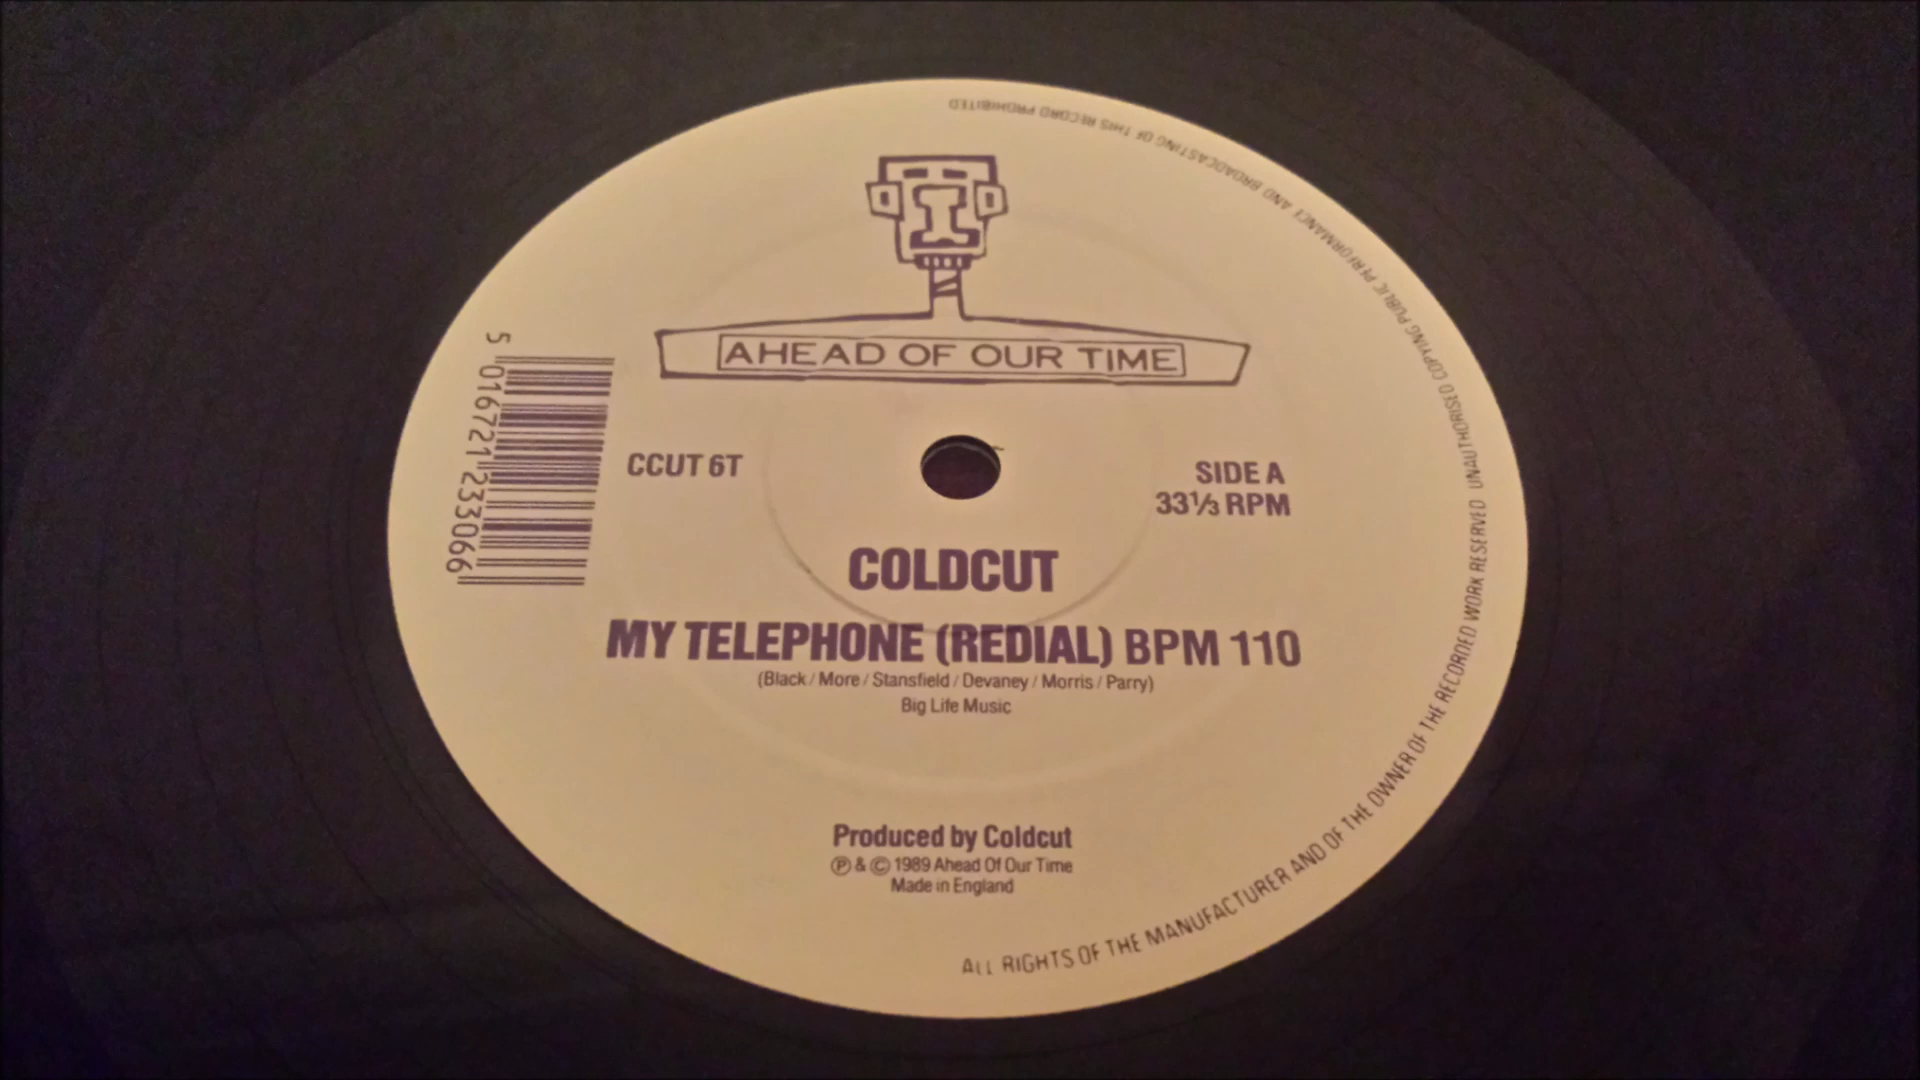 AHEAD OF OUR TIME
5 016721 233066
CCUT 6T
SIDE A
33⅓ RPM
COLDCUT
MY TELEPHONE (REDIAL) BPM 110
(Black / More / Stansfield / Devaney / Morris / Parry)
Big Life Music
Produced by Coldcut
Ⓟ & © 1989 Ahead Of Our Time
Made in England
ALL RIGHTS OF THE MANUFACTURER AND OF THE OWNER OF THE RECORDED WORK RESERVED UNAUTHORISED COPYING PUBLIC PERFORMANCE AND BROADCASTING OF THIS RECORD PROHIBITED